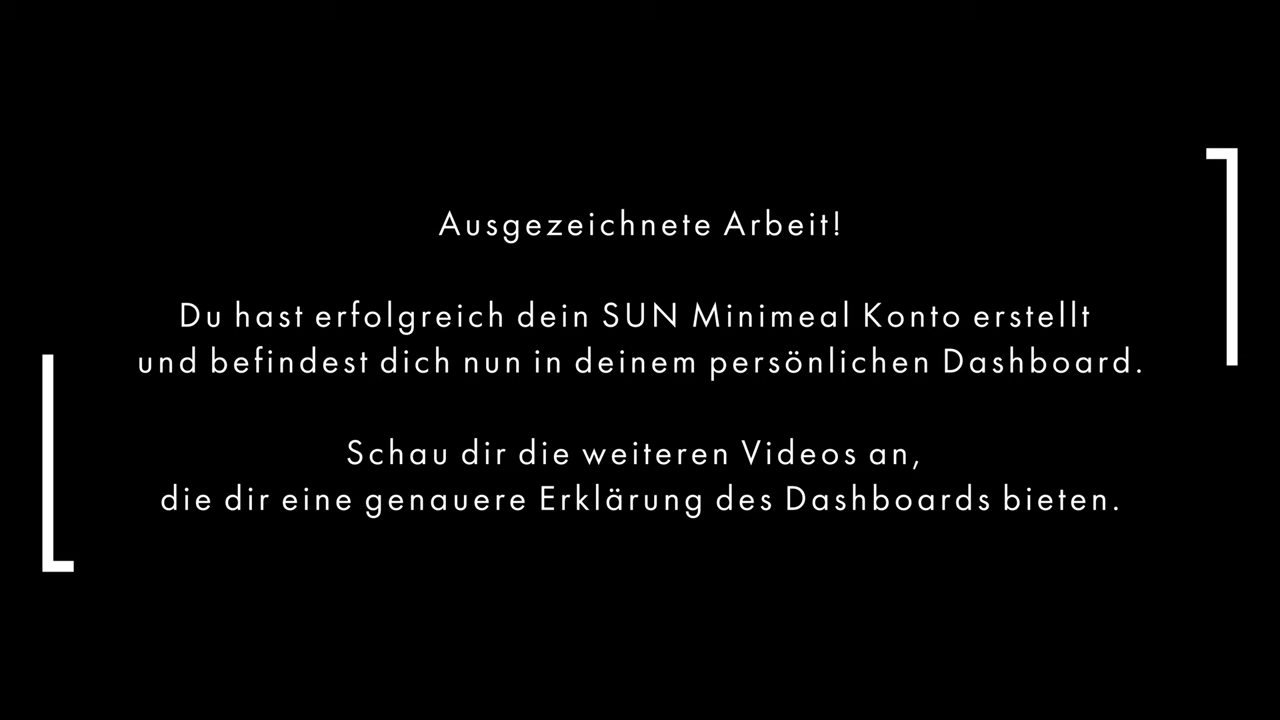 Ausgezeichnete Arbeit!
Du hast erfolgreich dein SUN Minimeal Konto erstellt
und befindest dich nun in deinem persönlichen Dashboard.
Schau dir die weiteren Videos an,
die dir eine genauere Erklärung des Dashboards bieten.